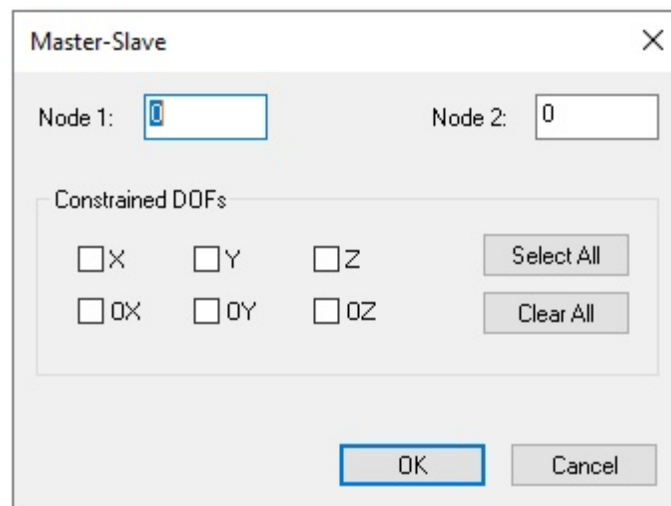 Master-Slave
Node 1: 0 Node 2: 0
Constrained DOFs
X Y Z Select All
0X 0Y 0Z Clear All
OK Cancel